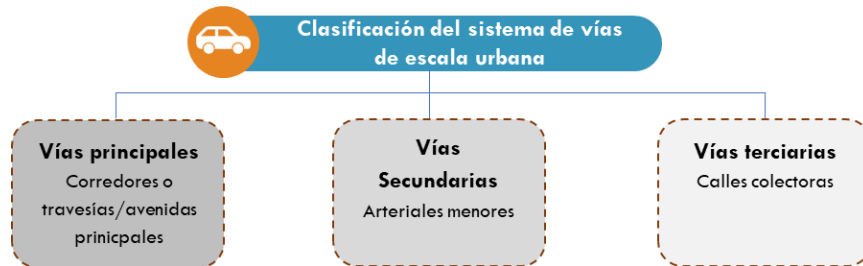 Clasificación del sistema de vías
de escala urbana
Vías principales
Corredores o
travesías/avenidas
prinicpales
Vías
Secundarias
Arteriales menores
Vías terciarias
Calles colectoras